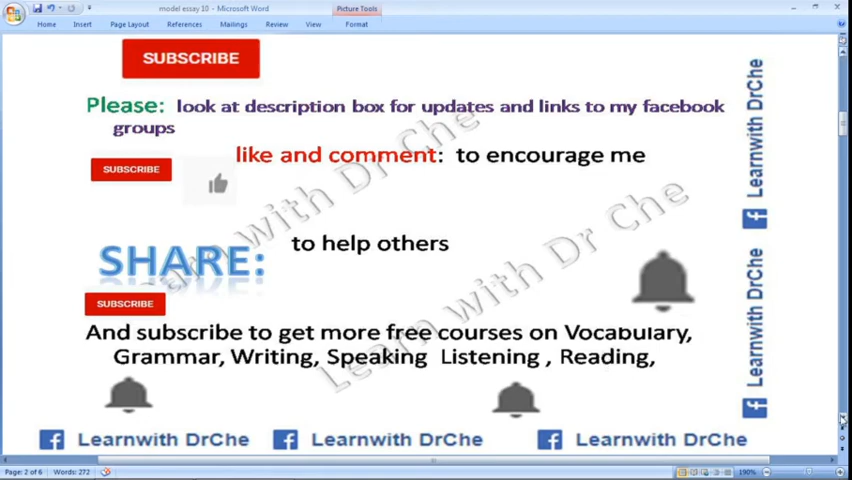 model essay 10 - Microsoft Word
Picture Tools
Home Insert Page Layout References Mailings Review View Format
SUBSCRIBE
Please: look at description box for updates and links to my facebook
groups
like and comment: to encourage me
SUBSCRIBE
to help others
SHARE:
SUBSCRIBE
And subscribe to get more free courses on Vocabulary,
Grammar, Writing, Speaking Listening , Reading,
Learn with Dr Che
Learn with Dr Che
Learnwith DrChe
Learnwith DrChe
Learnwith DrChe Learnwith DrChe Learnwith DrChe
Page: 2 of 6 Words: 272 190%